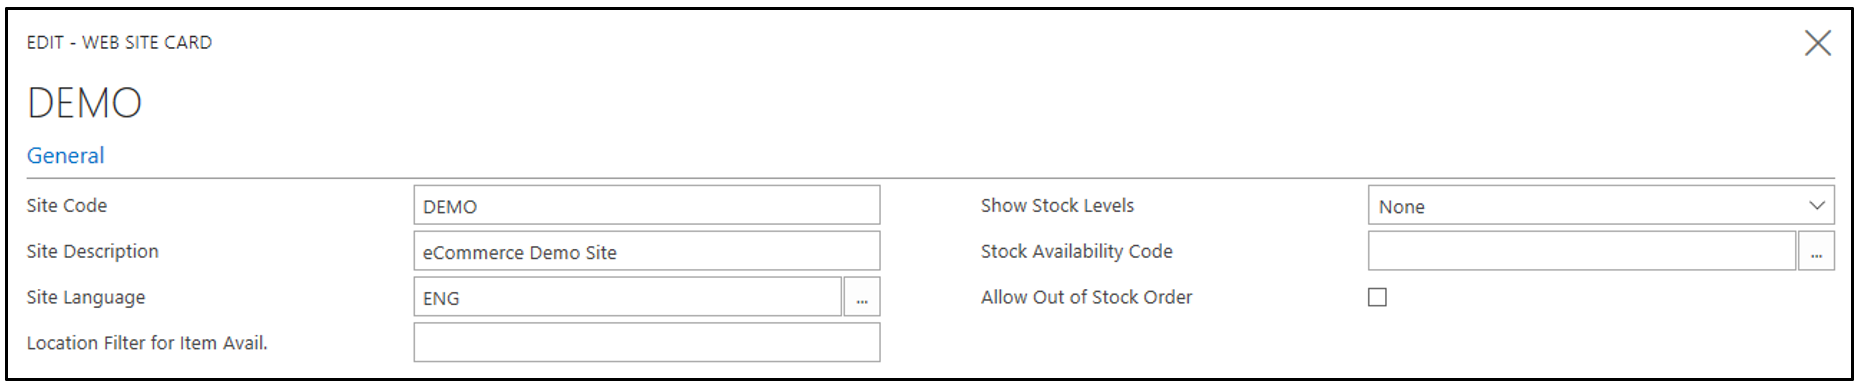 EDIT - WEB SITE CARD
DEMO
General
Site Code DEMO
Site Description eCommerce Demo Site
Site Language ENG ...
Location Filter for Item Avail.
Show Stock Levels None
Stock Availability Code ...
Allow Out of Stock Order